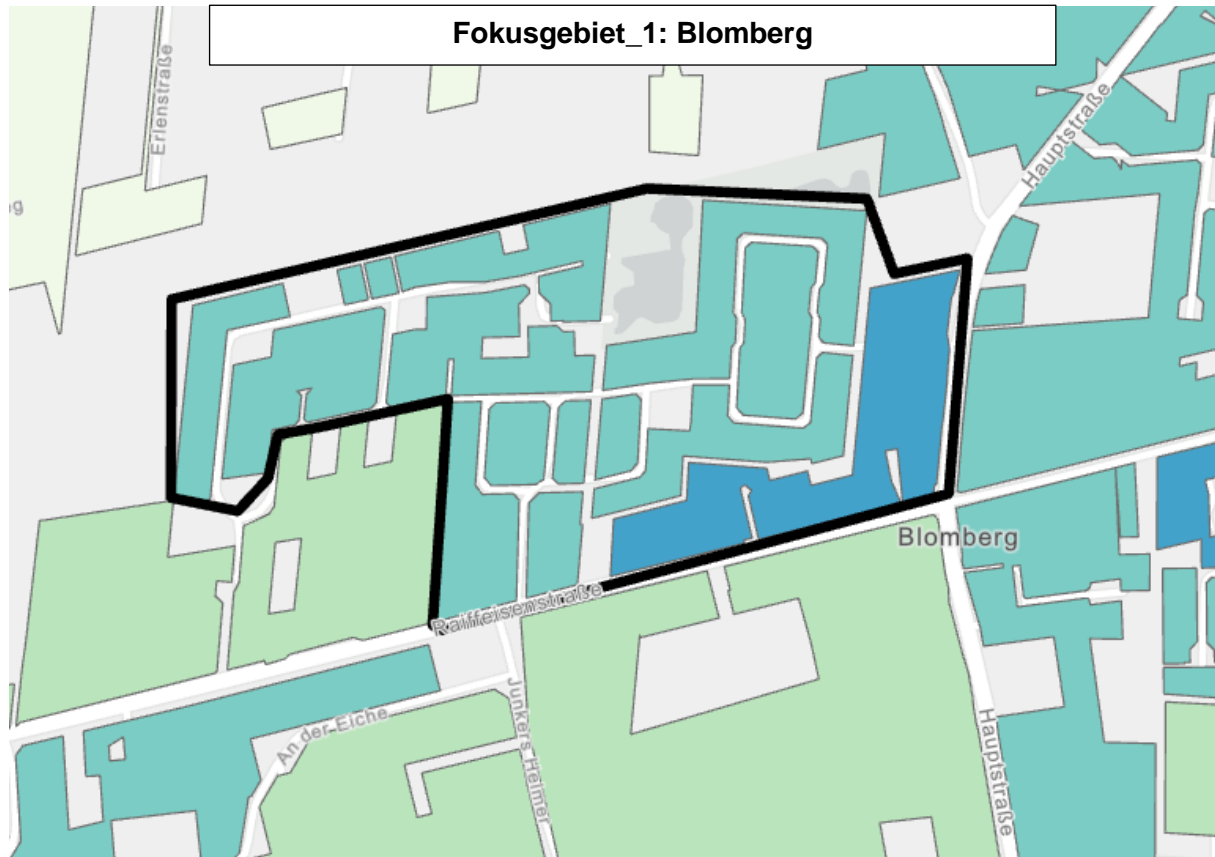 Fokusgebiet_1: Blomberg
Erlenstraße
Hauptstraße
g
Blomberg
Raiffeisenstraße
An der Eiche
Junkers Helmer
Hauptstraße